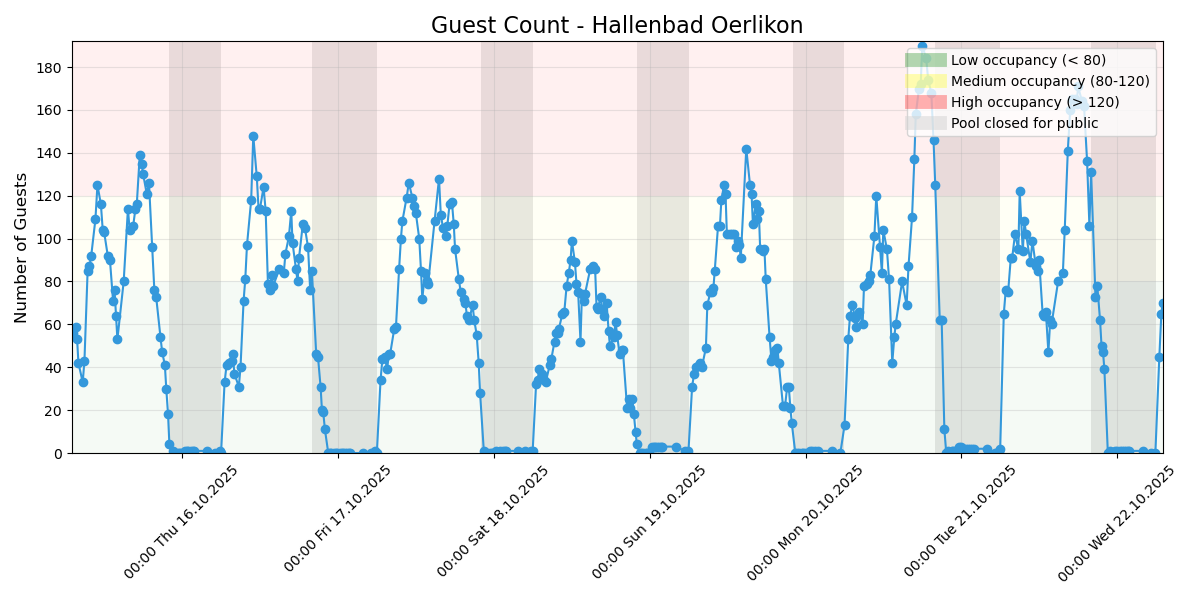 Guest Count - Hallenbad Oerlikon
Number of Guests
180
160
140
120
100
80
60
40
20
0
Low occupancy (< 80)
Medium occupancy (80-120)
High occupancy (> 120)
Pool closed for public
00:00 Thu 16.10.2025
00:00 Fri 17.10.2025
00:00 Sat 18.10.2025
00:00 Sun 19.10.2025
00:00 Mon 20.10.2025
00:00 Tue 21.10.2025
00:00 Wed 22.10.2025